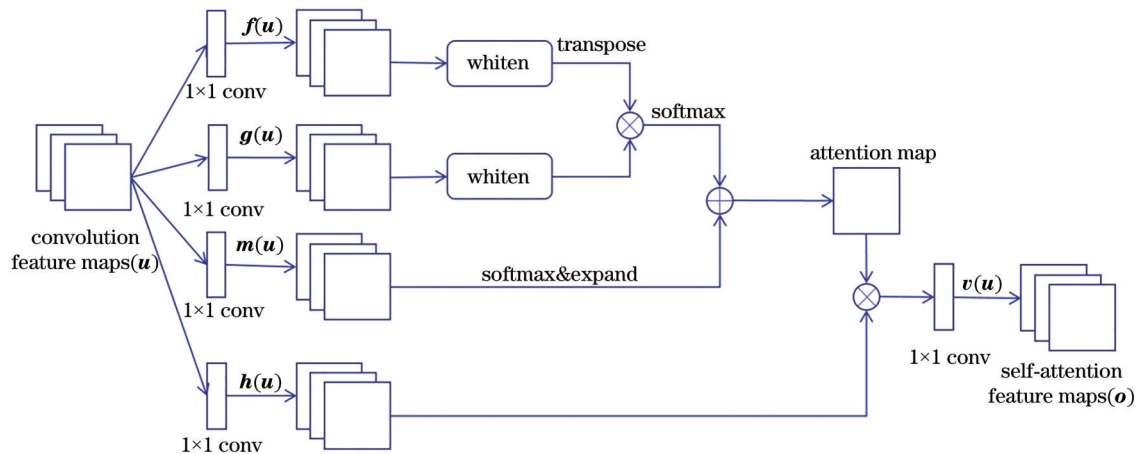 f(u)
transpose
whiten
1×1 conv
softmax
g(u)
whiten
attention map
1×1 conv
convolution
feature maps(u)
m(u)
softmax&expand
1×1 conv
v(u)
1×1 conv
h(u)
self-attention
feature maps(o)
1×1 conv